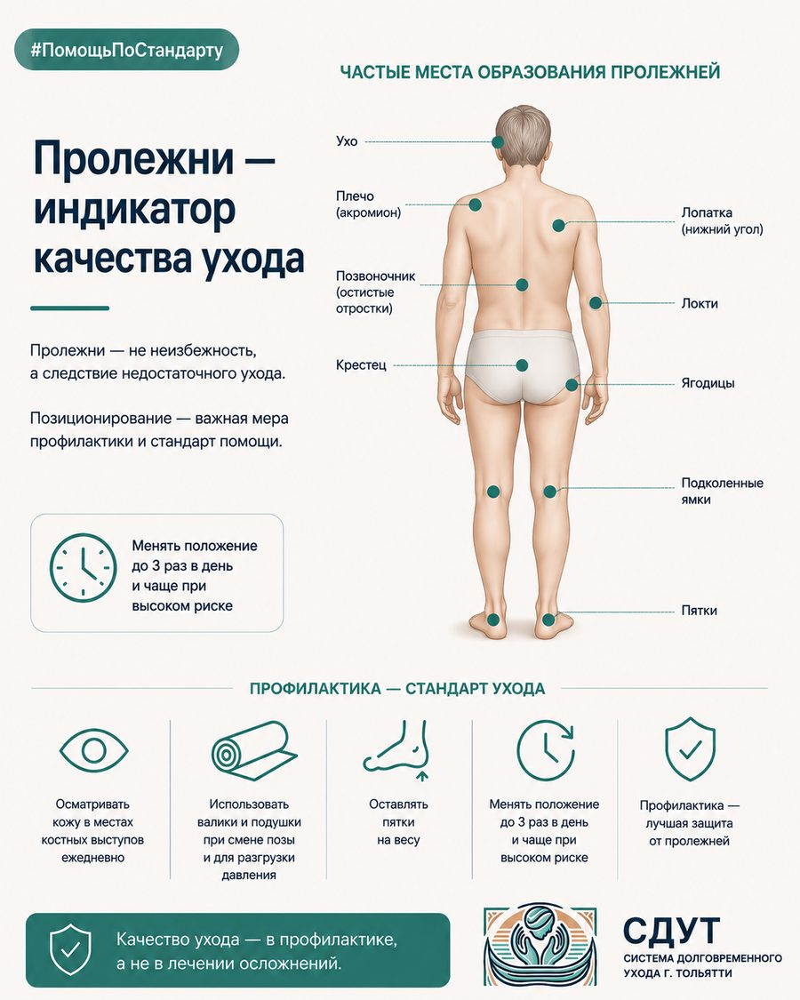 #ПомощьПоСтандарту
ЧАСТЫЕ МЕСТА ОБРАЗОВАНИЯ ПРОЛЕЖНЕЙ
Пролежни —
индикатор
качества ухода
Пролежни — не неизбежность,
а следствие недостаточного ухода.
Позиционирование — важная мера
профилактики и стандарт помощи.
Менять положение
до 3 раз в день
и чаще при
высоком риске
Ухо
Плечо
(акромион)
Позвоночник
(остистые
отростки)
Крестец
Лопатка
(нижний угол)
Локти
Ягодицы
Подколенные
ямки
Пятки
ПРОФИЛАКТИКА — СТАНДАРТ УХОДА
Осматривать
кожу в местах
костных выступов
ежедневно
Использовать
валики и подушки
при смене позы
и для разгрузки
давления
Оставлять
пятки
на весу
Менять положение
до 3 раз в день
и чаще при
высоком риске
Профилактика —
лучшая защита
от пролежней
Качество ухода — в профилактике,
а не в лечении осложнений.
СДУТ
СИСТЕМА ДОЛГОВРЕМЕННОГО
УХОДА Г. ТОЛЬЯТТИ